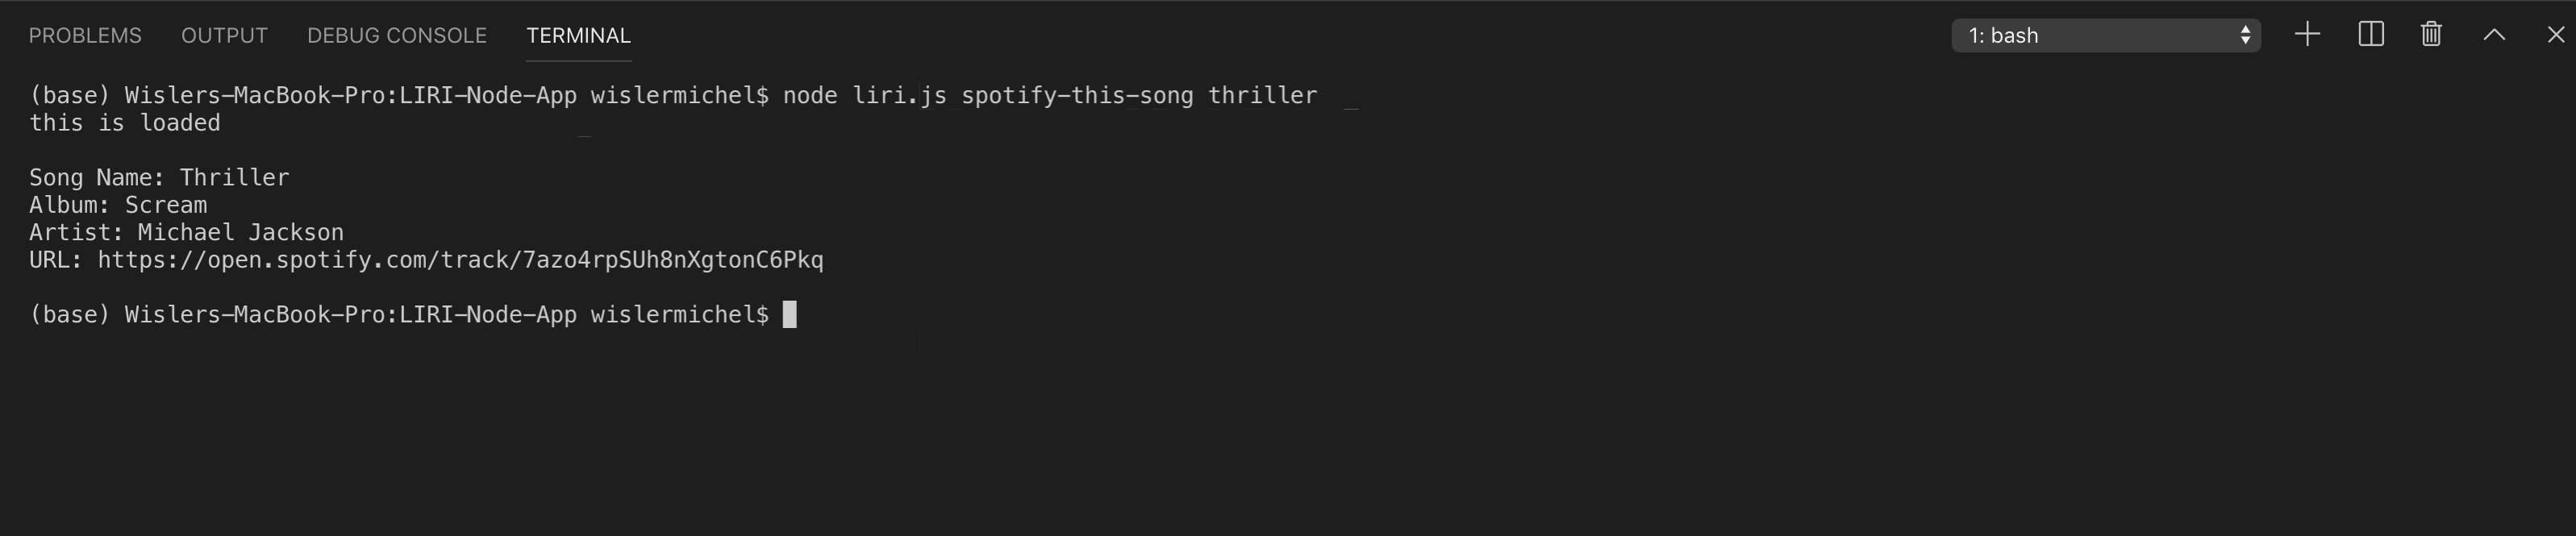 PROBLEMS OUTPUT DEBUG CONSOLE TERMINAL 1: bash
(base) Wislers-MacBook-Pro:LIRI-Node-App wislermichel$ node liri.js spotify-this-song thriller
this is loaded
Song Name: Thriller
Album: Scream
Artist: Michael Jackson
URL: https://open.spotify.com/track/7azo4rpSUh8nXgtonC6Pkq
(base) Wislers-MacBook-Pro:LIRI-Node-App wislermichel$